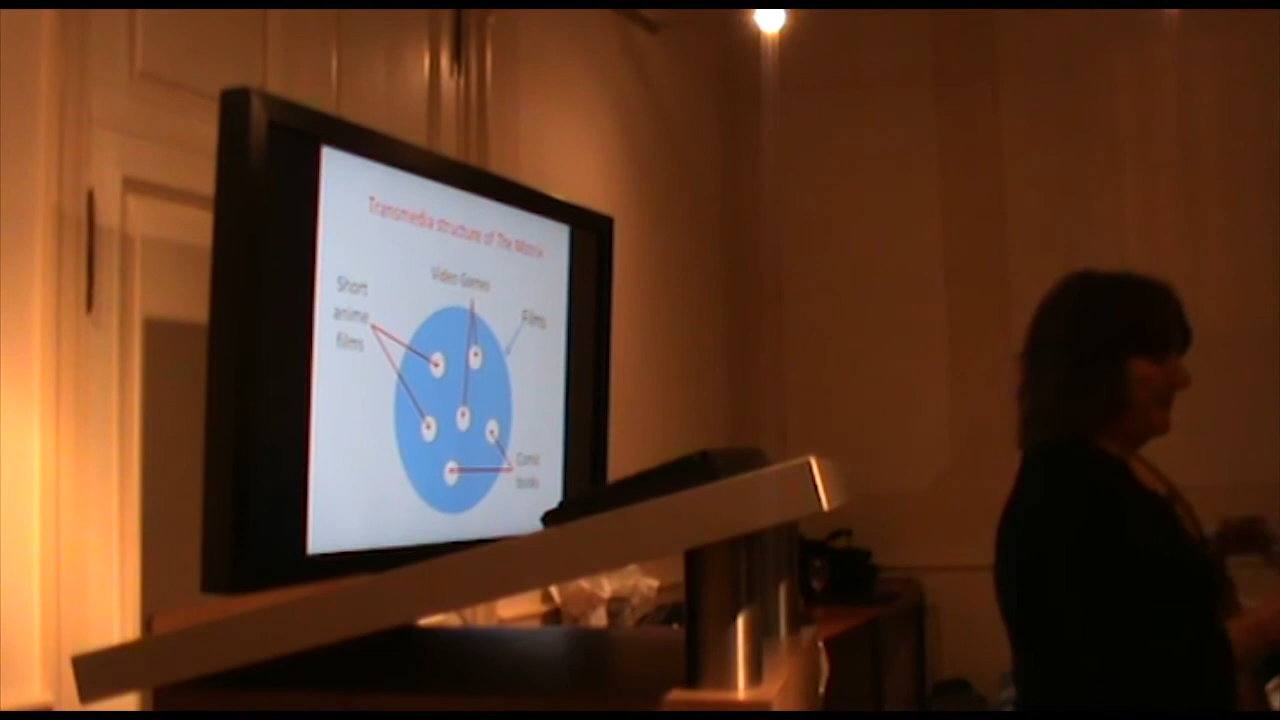 Transmedia structure of The Matrix
Video Games
Short
anime
films
Films
Comic
books